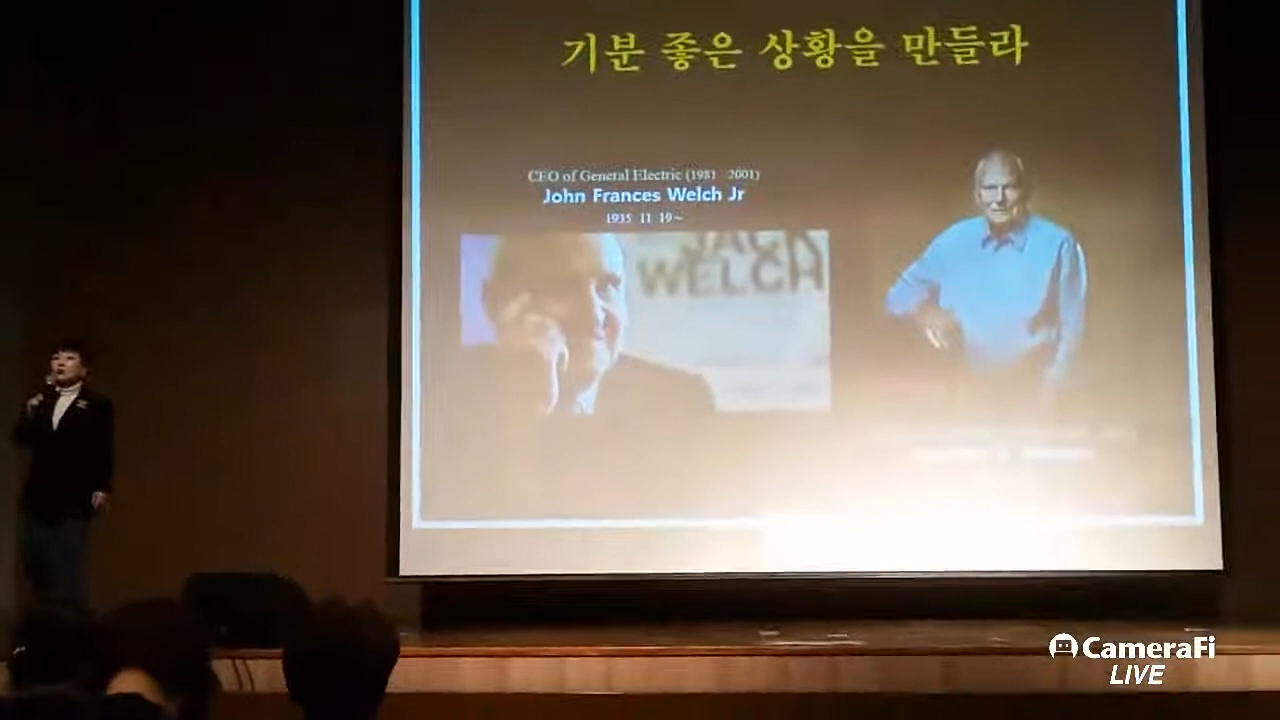 기분 좋은 상황을 만들라
CEO of General Electric (1981 2001)
John Frances Welch Jr
1935 11 19~
JACK
WELCH
CameraFi
LIVE